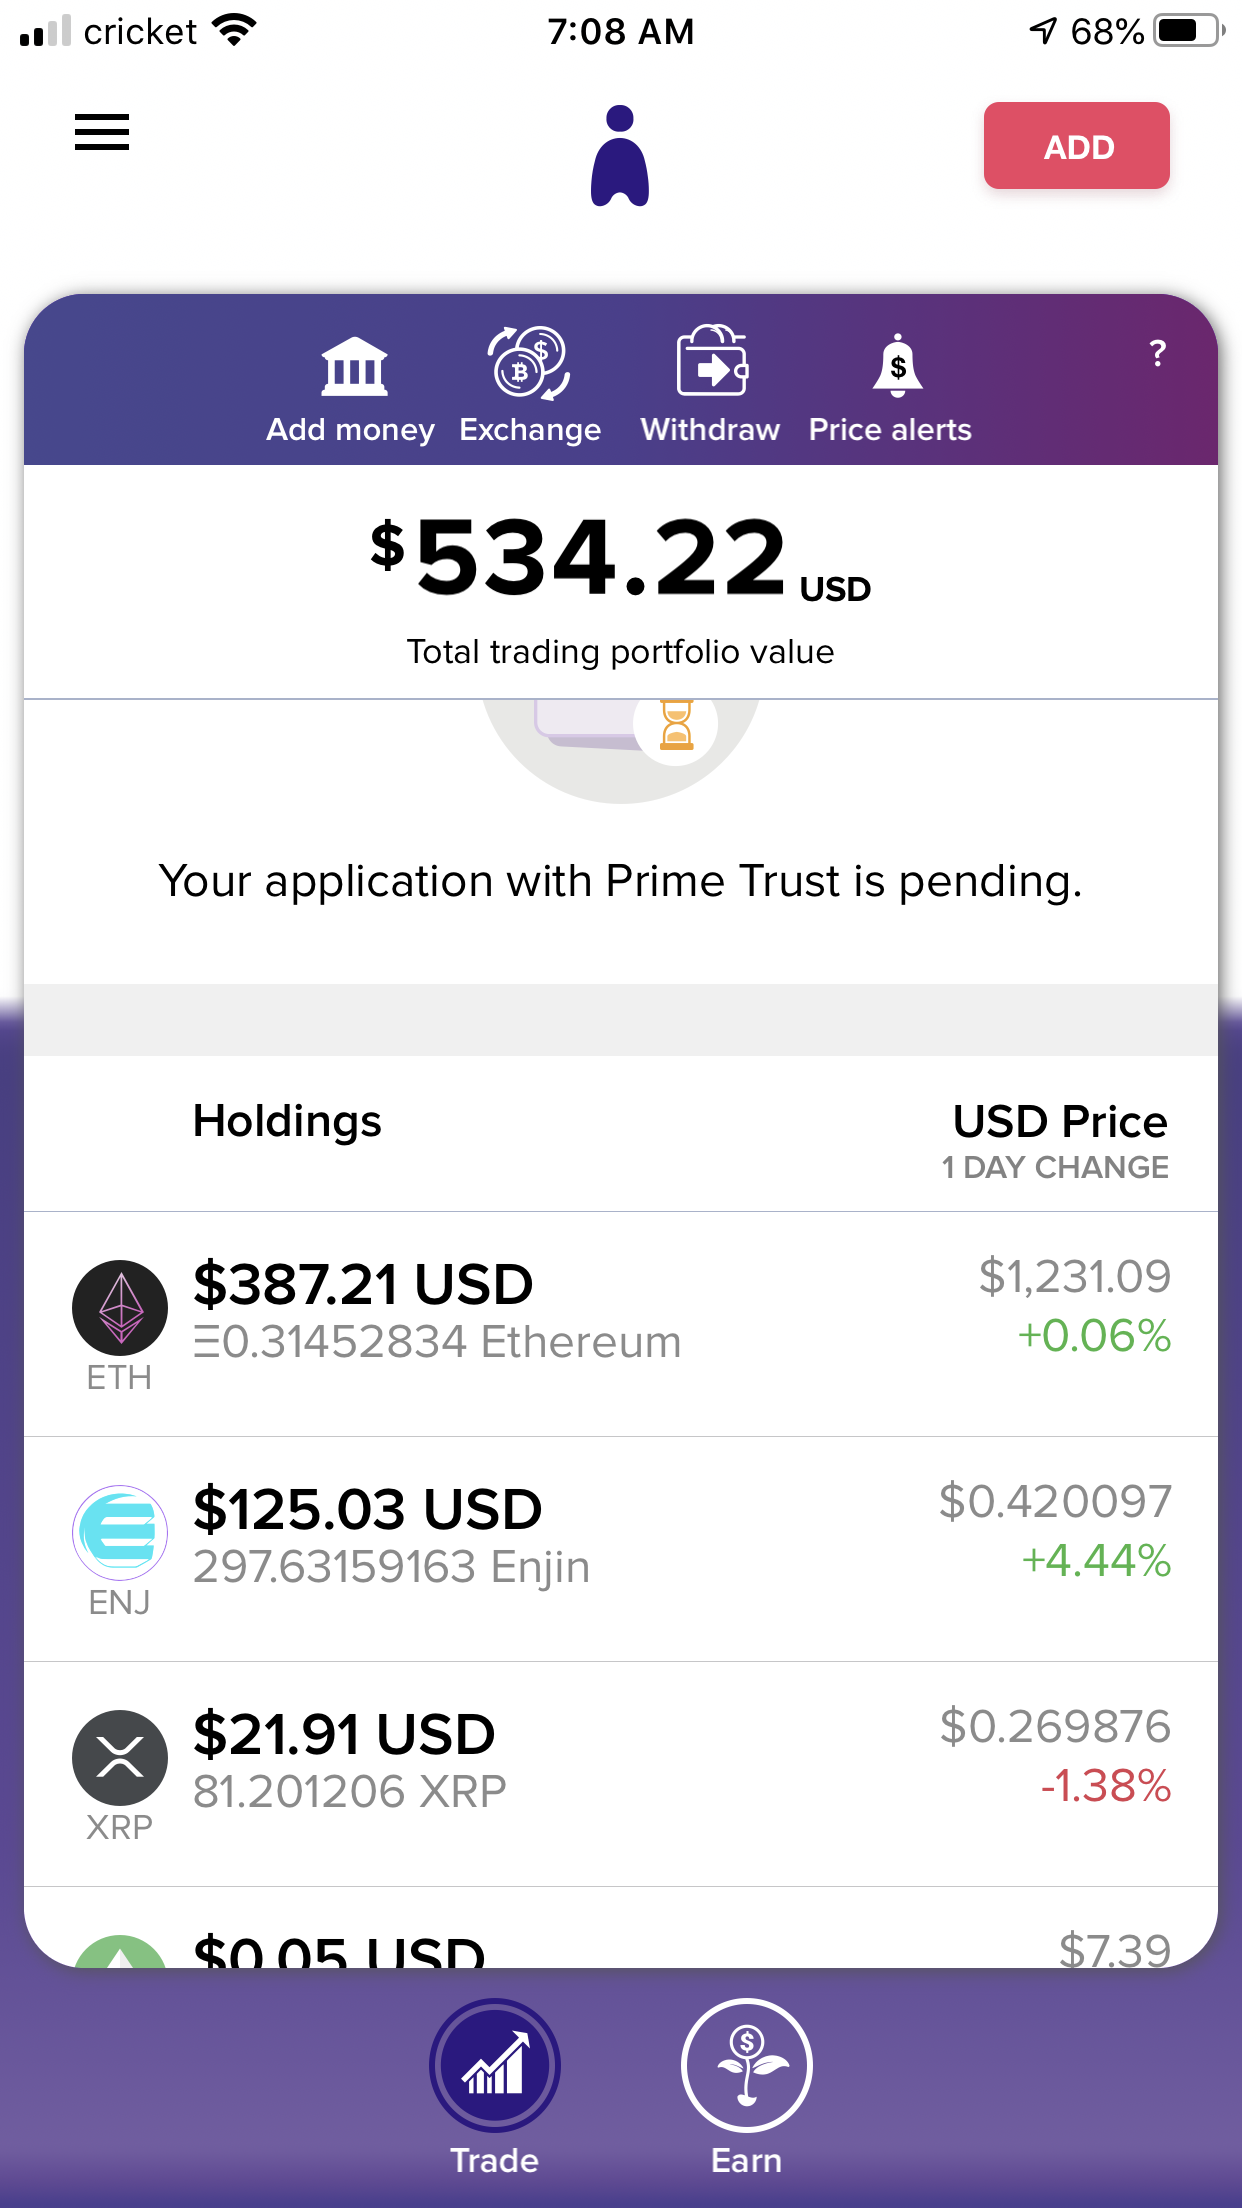 cricket 7:08 AM 68%
ADD
?
Add money Exchange Withdraw Price alerts
$534.22 USD
Total trading portfolio value
Your application with Prime Trust is pending.
Holdings USD Price
1 DAY CHANGE
$387.21 USD $1,231.09
Ξ0.31452834 Ethereum +0.06%
ETH
$125.03 USD $0.420097
297.63159163 Enjin +4.44%
ENJ
$21.91 USD $0.269876
81.201206 XRP -1.38%
XRP
$0.05 USD $7.39
Trade Earn